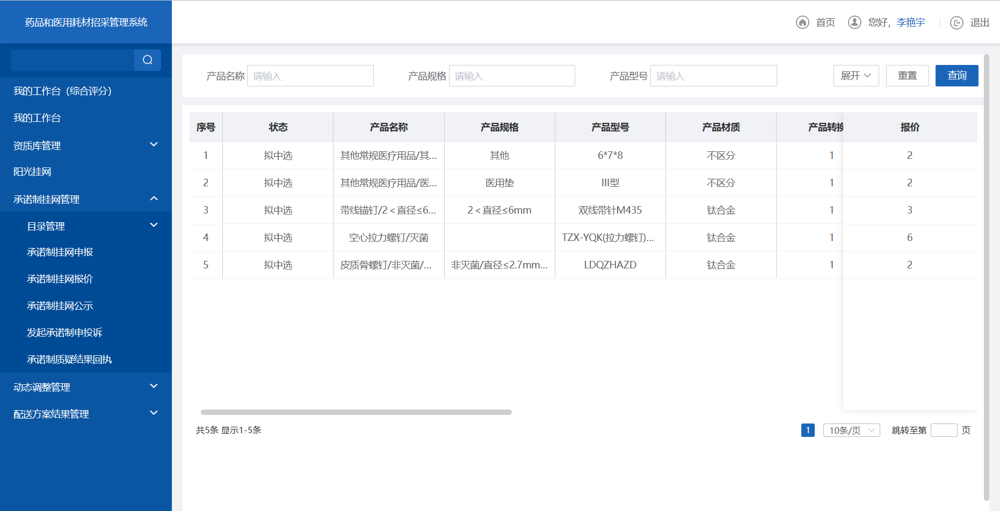 药品和医用耗材招采管理系统
首页 您好，李艳宇 退出
我的工作台（综合评分）
我的工作台
资质库管理
阳光挂网
承诺制挂网管理
目录管理
承诺制挂网申报
承诺制挂网报价
承诺制挂网公示
发起承诺制申投诉
承诺制质疑结果回执
动态调整管理
配送方案结果管理
产品名称 请输入 产品规格 请输入 产品型号 请输入 展开 重置 查询
序号 状态 产品名称 产品规格 产品型号 产品材质 产品转换 报价
1 拟中选 其他常规医疗用品/其... 其他 6*7*8 不区分 1 2
2 拟中选 其他常规医疗用品/医... 医用垫 III型 不区分 1 2
3 拟中选 带线锚钉/2＜直径≤6... 2＜直径≤6mm 双线带针M435 钛合金 1 3
4 拟中选 空心拉力螺钉/灭菌 TZX-YQK(拉力螺钉)... 钛合金 1 6
5 拟中选 皮质骨螺钉/非灭菌/... 非灭菌/直径≤2.7mm... LDQZHAZD 钛合金 1 2
共5条 显示1-5条 1 10条/页 跳转至第 页